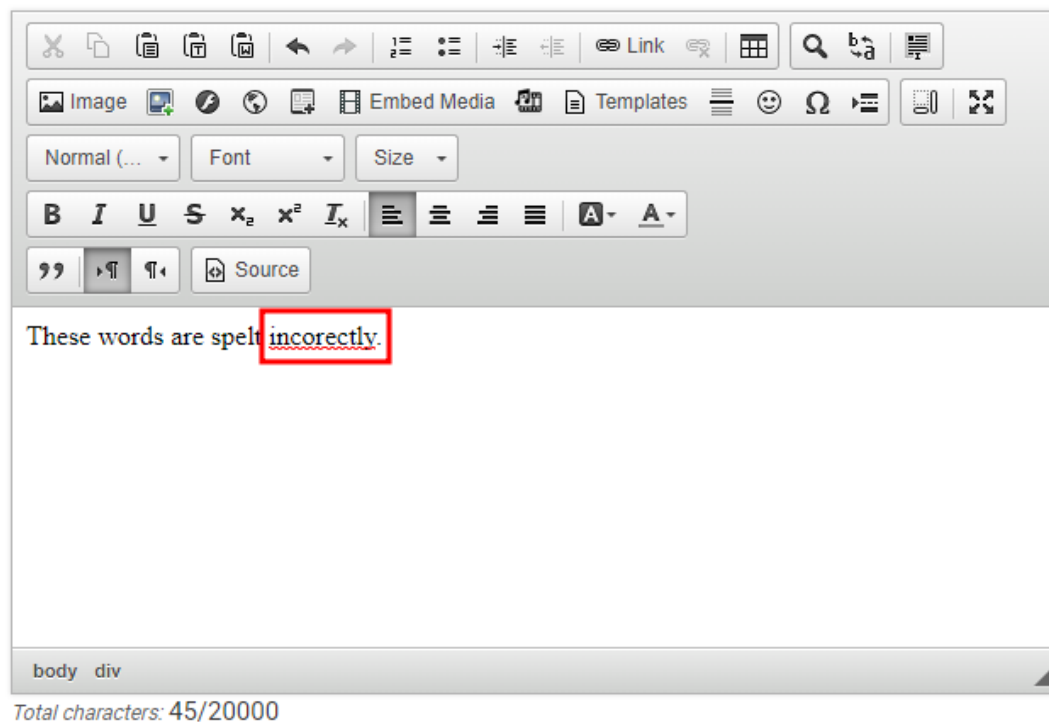 Link
Image Embed Media Templates
Normal (... Font Size
Source
These words are spelt incorectly.
body div
Total characters: 45/20000